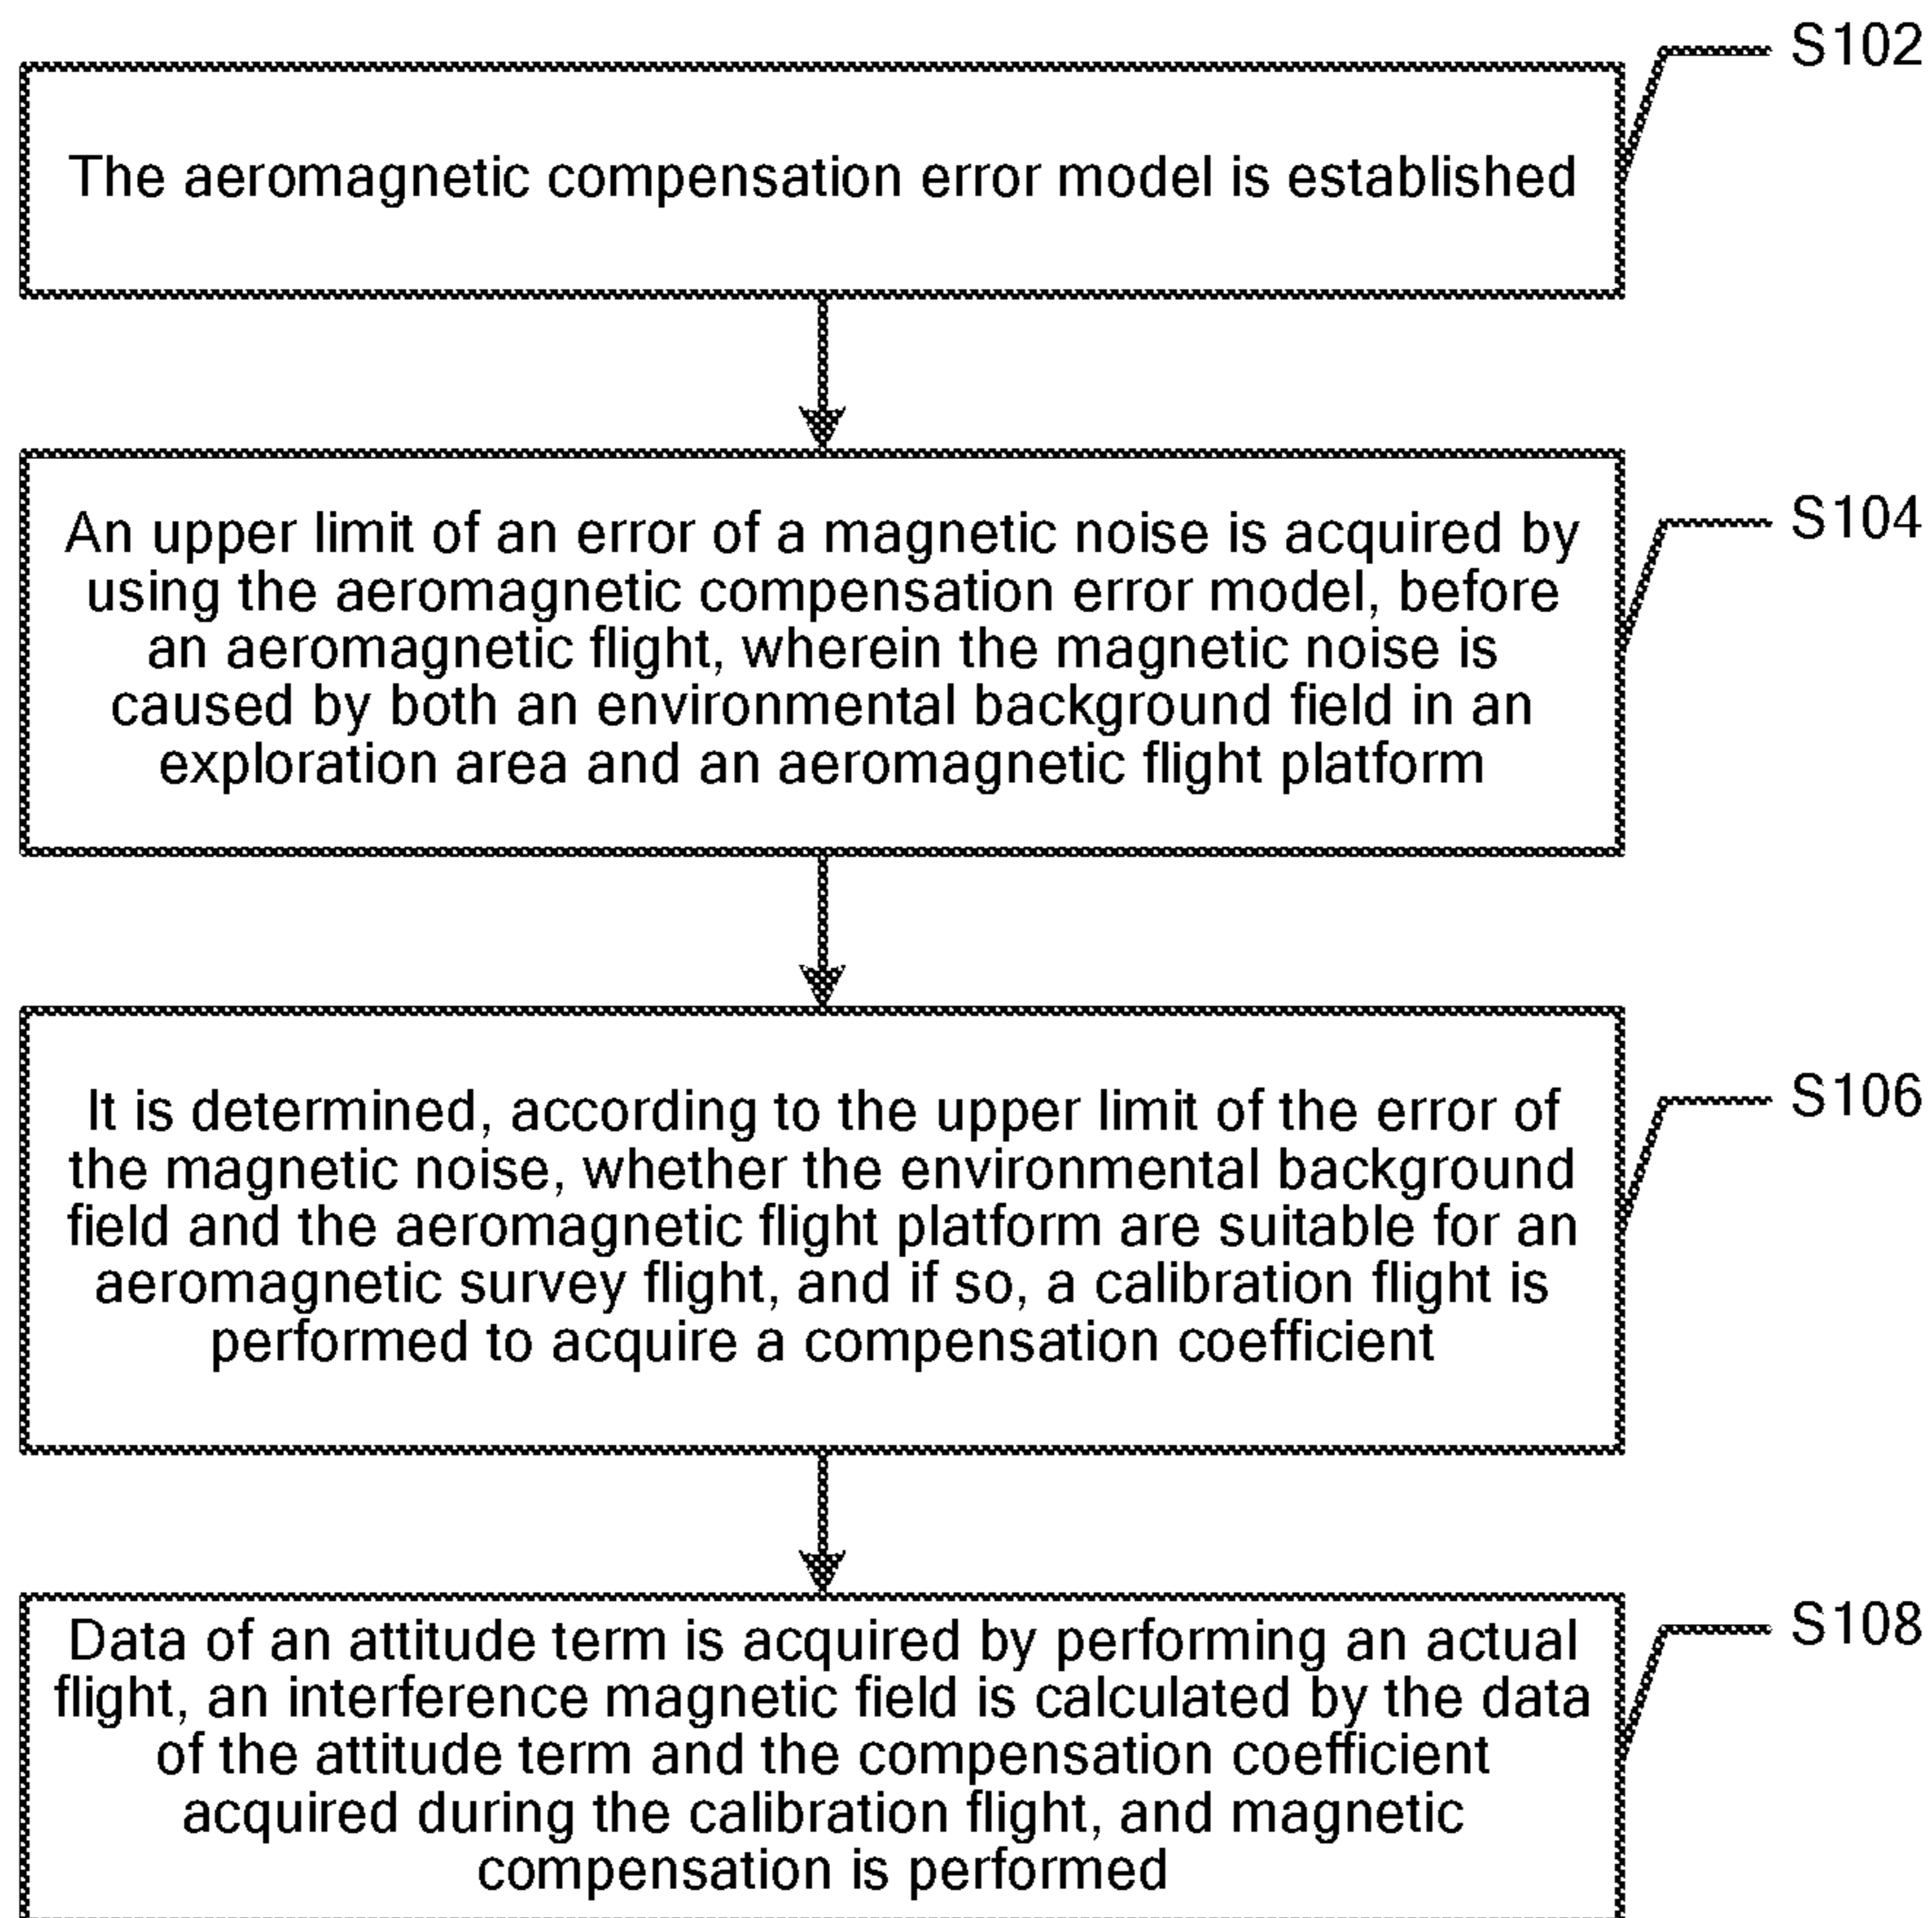 S102
The aeromagnetic compensation error model is established
S104
An upper limit of an error of a magnetic noise is acquired by
using the aeromagnetic compensation error model, before
an aeromagnetic flight, wherein the magnetic noise is
caused by both an environmental background field in an
exploration area and an aeromagnetic flight platform
S106
It is determined, according to the upper limit of the error of
the magnetic noise, whether the environmental background
field and the aeromagnetic flight platform are suitable for an
aeromagnetic survey flight, and if so, a calibration flight is
performed to acquire a compensation coefficient
S108
Data of an attitude term is acquired by performing an actual
flight, an interference magnetic field is calculated by the data
of the attitude term and the compensation coefficient
acquired during the calibration flight, and magnetic
compensation is performed